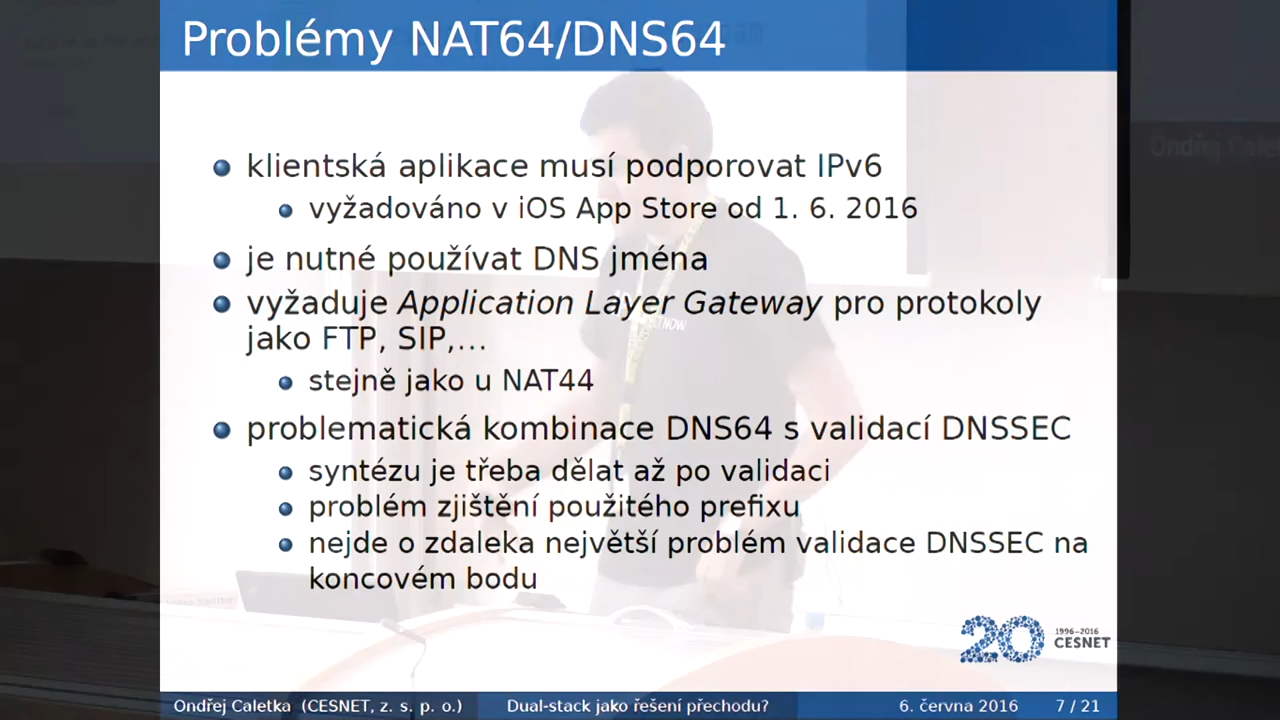 Problémy NAT64/DNS64
klientská aplikace musí podporovat IPv6
vyžadováno v iOS App Store od 1. 6. 2016
je nutné používat DNS jména
vyžaduje Application Layer Gateway pro protokoly
jako FTP, SIP,…
stejně jako u NAT44
problematická kombinace DNS64 s validací DNSSEC
syntézu je třeba dělat až po validaci
problém zjištění použitého prefixu
nejde o zdaleka největší problém validace DNSSEC na
koncovém bodu
20 1996–2016
CESNET
Ondřej Caletka (CESNET, z. s. p. o.) Dual-stack jako řešení přechodu? 6. června 2016 7 / 21